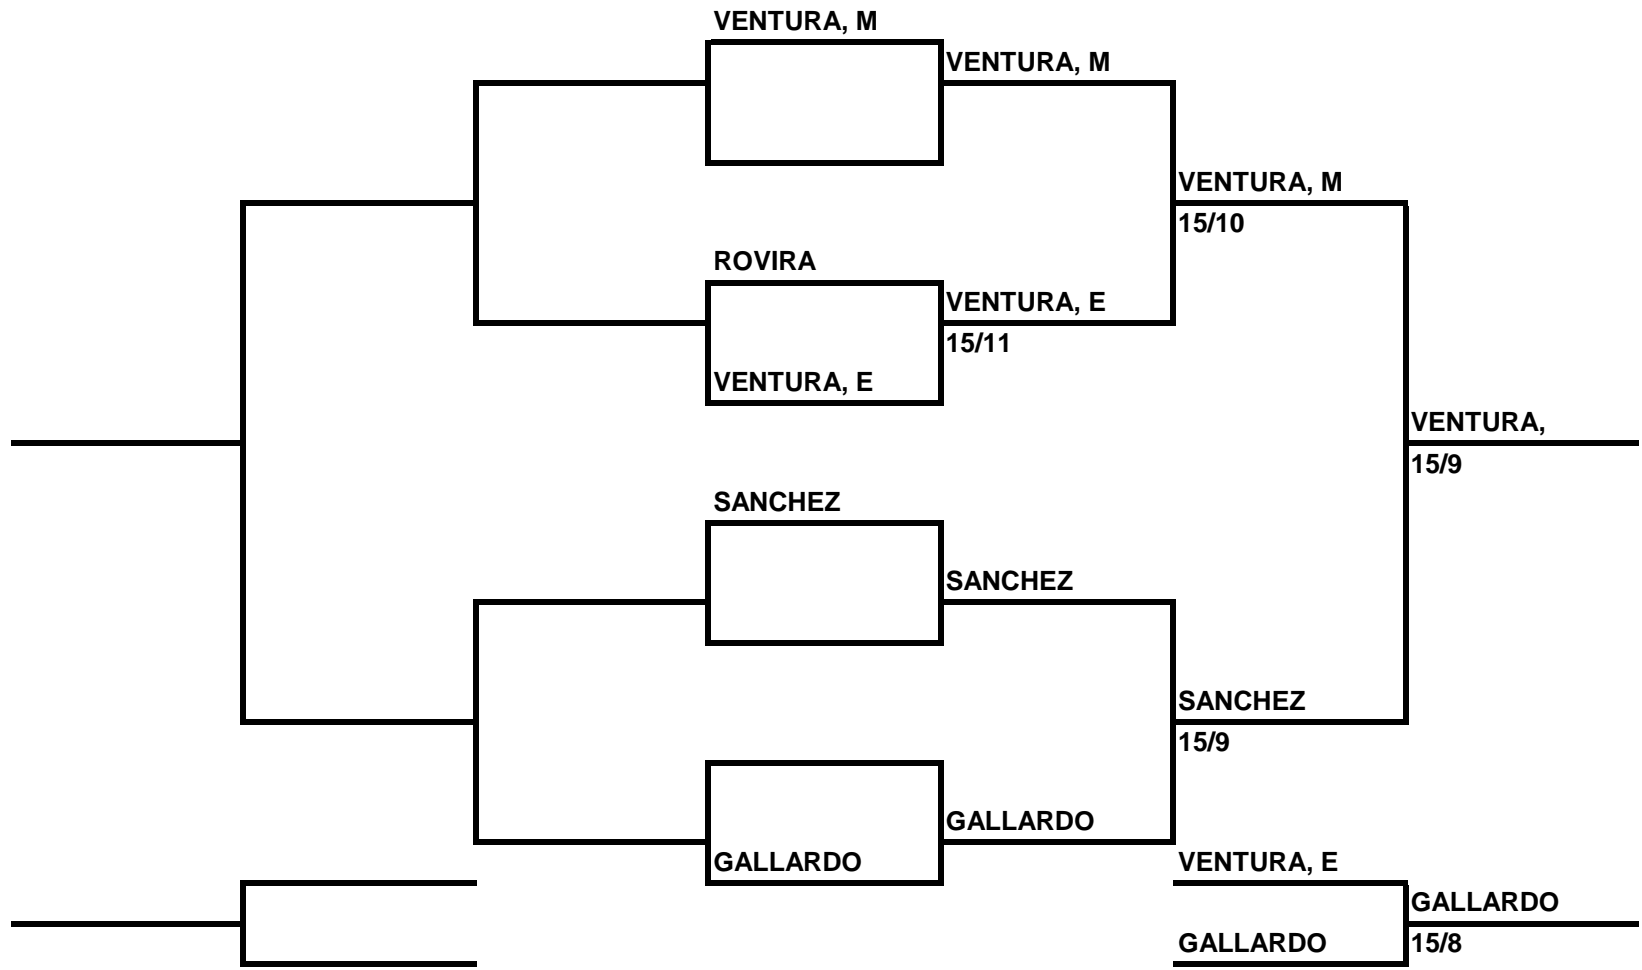 VENTURA, M
VENTURA, M
VENTURA, M
15/10
ROVIRA
VENTURA, E
15/11
VENTURA, E
VENTURA,
15/9
SANCHEZ
SANCHEZ
SANCHEZ
15/9
GALLARDO
GALLARDO
VENTURA, E
GALLARDO
GALLARDO
15/8